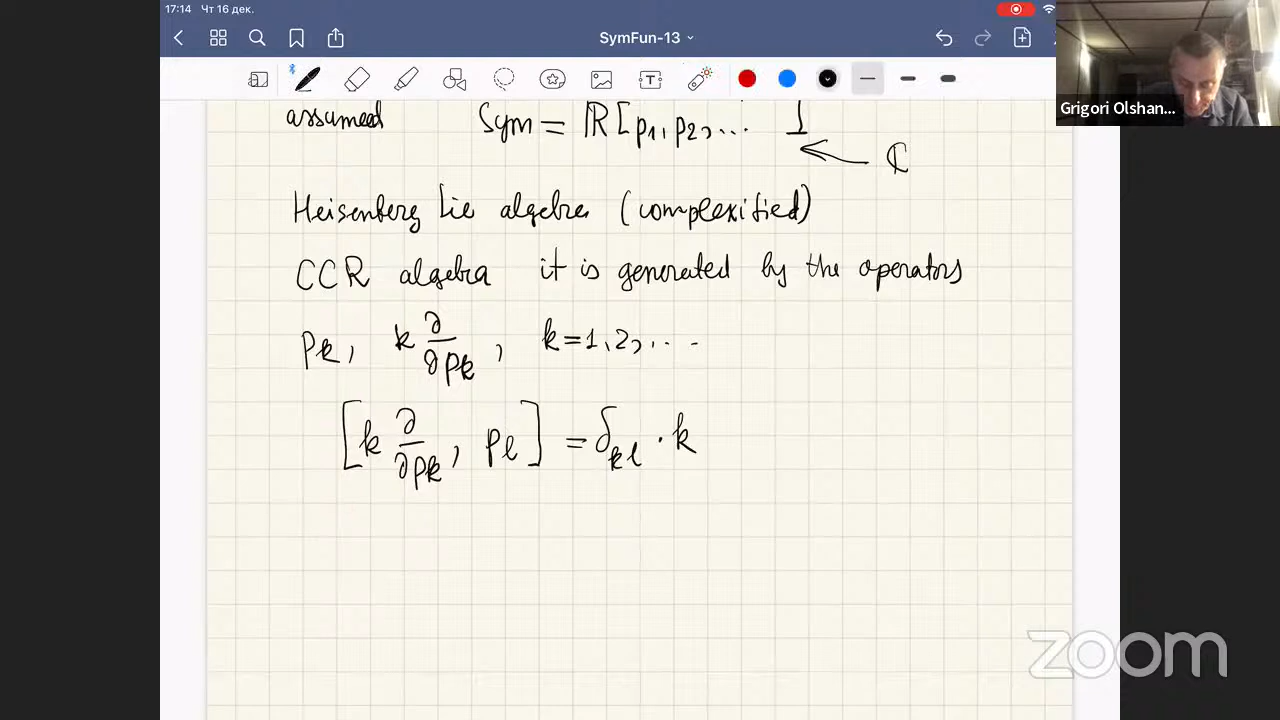 17:14 Чт 16 дек.
SymFun-13
Grigori Olshan...
assumed Sym = ℝ[p₁, p₂, ... ]
← ℂ
Heisenberg Lie algebra (complexified)
CCR algebra it is generated by the operators
pₖ, k ∂/∂pₖ, k = 1, 2, ...
[k ∂/∂pₖ, pₗ] = δₖₗ · k
zoom